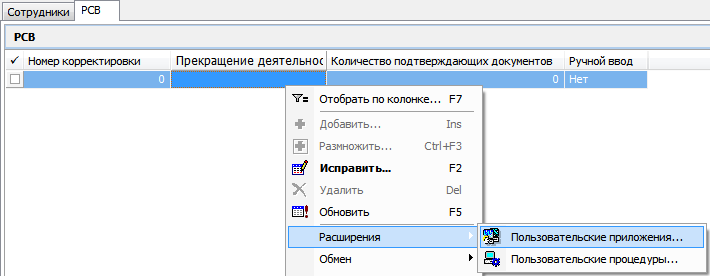 Сотрудники РСВ
РСВ
✓ Номер корректировки Прекращение деятельнос Количество подтверждающих документов Ручной ввод
0 0 Нет
Отобрать по колонке... F7
Добавить... Ins
Размножить... Ctrl+F3
Исправить... F2
Удалить Del
Обновить F5
Расширения Пользовательские приложения...
Обмен Пользовательские процедуры...